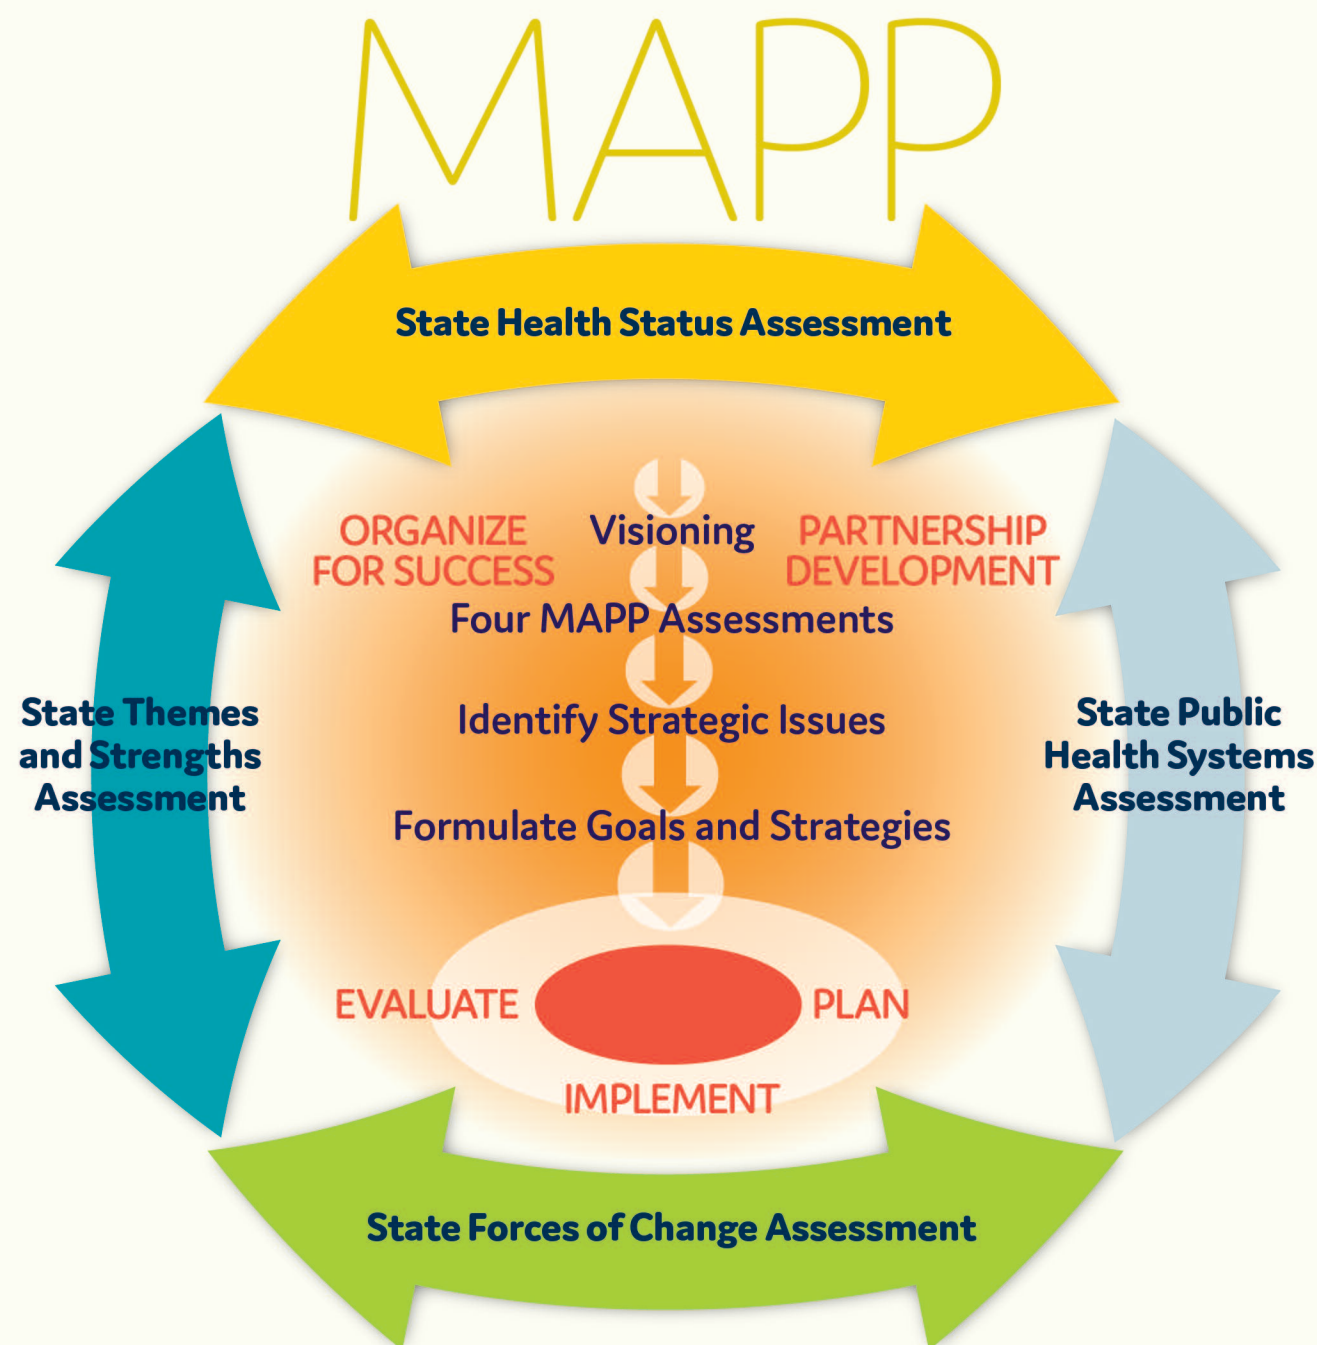 MAPP
State Health Status Assessment
ORGANIZE
FOR SUCCESS
Visioning
PARTNERSHIP
DEVELOPMENT
Four MAPP Assessments
State Themes
and Strengths
Assessment
Identify Strategic Issues
State Public
Health Systems
Assessment
Formulate Goals and Strategies
EVALUATE
PLAN
IMPLEMENT
State Forces of Change Assessment